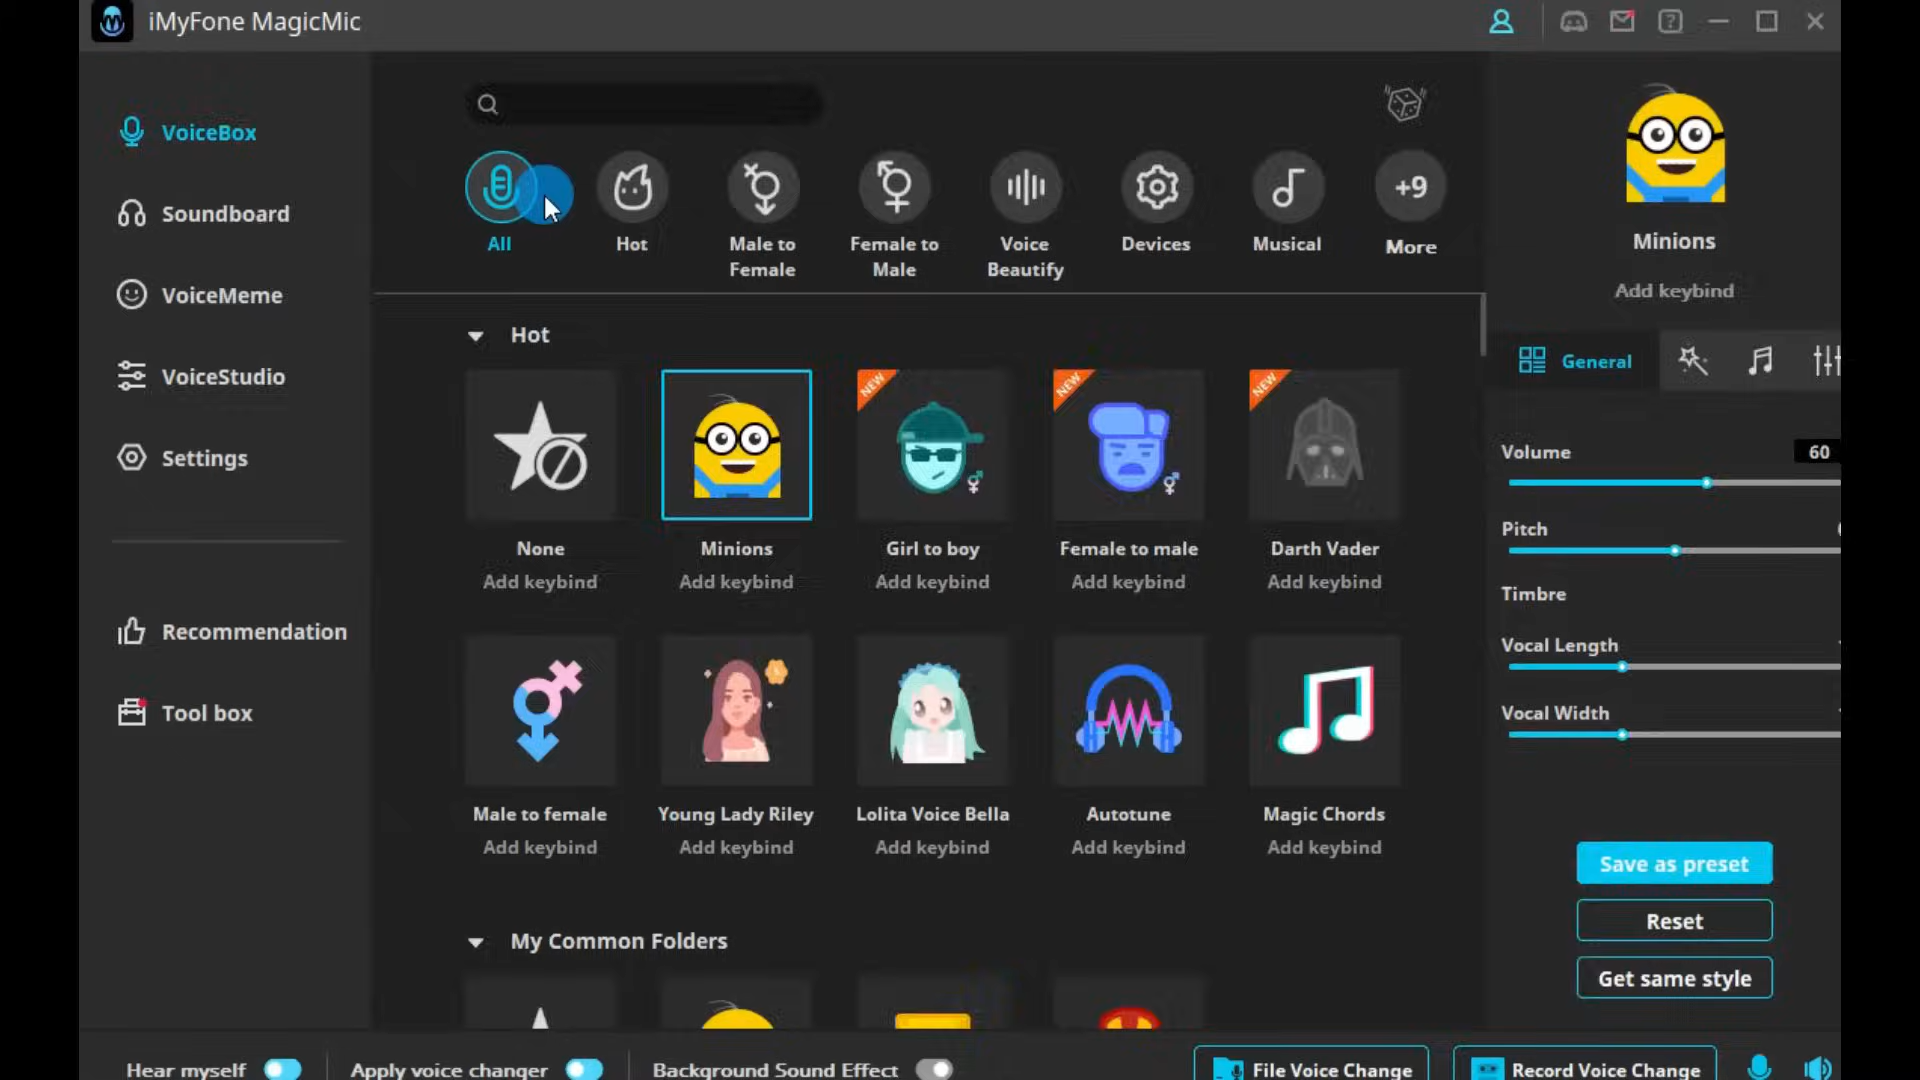 iMyFone MagicMic
VoiceBox
Soundboard
VoiceMeme
VoiceStudio
Settings
Recommendation
Tool box
All
Hot
Male to
Female
Female to
Male
Voice
Beautify
Devices
Musical
+9
More
Hot
None
Add keybind
Minions
Add keybind
NEW
Girl to boy
Add keybind
NEW
Female to male
Add keybind
NEW
Darth Vader
Add keybind
Male to female
Add keybind
Young Lady Riley
Add keybind
Lolita Voice Bella
Add keybind
Autotune
Add keybind
Magic Chords
Add keybind
My Common Folders
Minions
Add keybind
General
Volume
60
Pitch
Timbre
Vocal Length
Vocal Width
Save as preset
Reset
Get same style
Hear myself
Apply voice changer
Background Sound Effect
File Voice Change
Record Voice Change